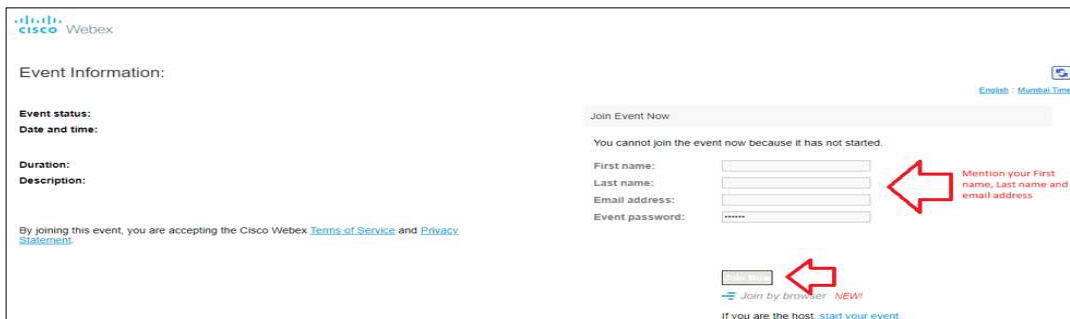 CISCO Webex
Event Information:
English : Mumbai Time
Event status:
Date and time:
Duration:
Description:
By joining this event, you are accepting the Cisco Webex Terms of Service and Privacy
Statement.
Join Event Now
You cannot join the event now because it has not started.
First name:
Last name:
Email address:
Event password: ••••••
Mention your First
name, Last name and
email address
Join Now
Join by browser NEW!
If you are the host, start your event.